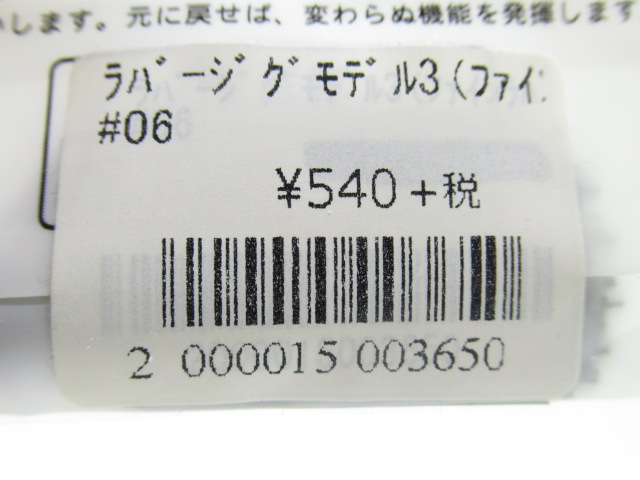 します。元に戻せば、変わらぬ機能を発揮します
ﾗﾊﾞｰｼﾞｸﾞﾓﾃﾞﾙ3(ﾌｧｲ
#06
¥540+税
2 000015 003650